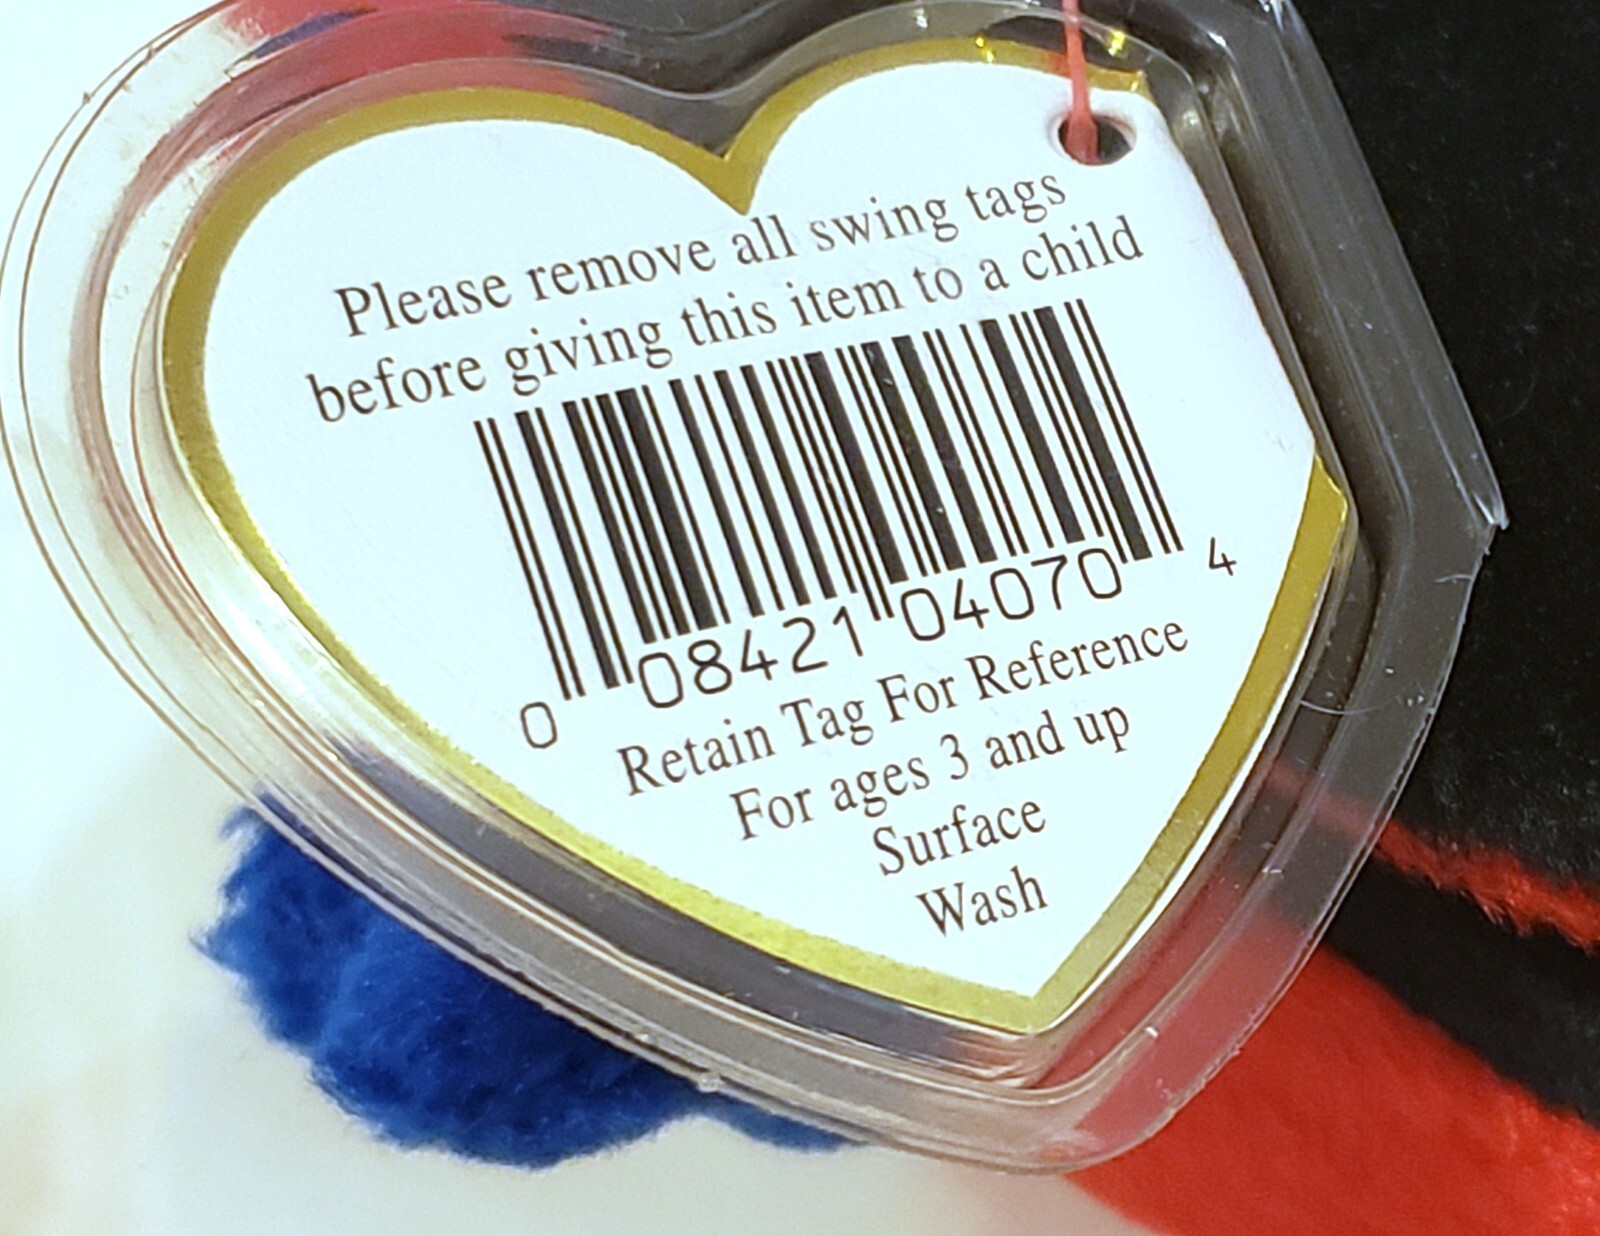 Please remove all swing tags
before giving this item to a child
0 08421 04070 4
Retain Tag For Reference
For ages 3 and up
Surface
Wash